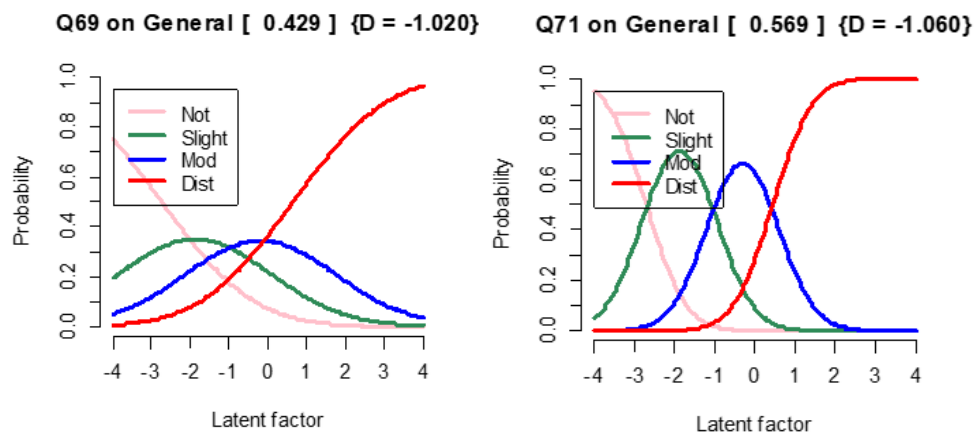 Q69 on General [ 0.429 ] {D = -1.020}
Probability
0.0 0.2 0.4 0.6 0.8 1.0
Not
Slight
Mod
Dist
-4 -3 -2 -1 0 1 2 3 4
Latent factor
Q71 on General [ 0.569 ] {D = -1.060}
Probability
0.0 0.2 0.4 0.6 0.8 1.0
Not
Slight
Mod
Dist
-4 -3 -2 -1 0 1 2 3 4
Latent factor